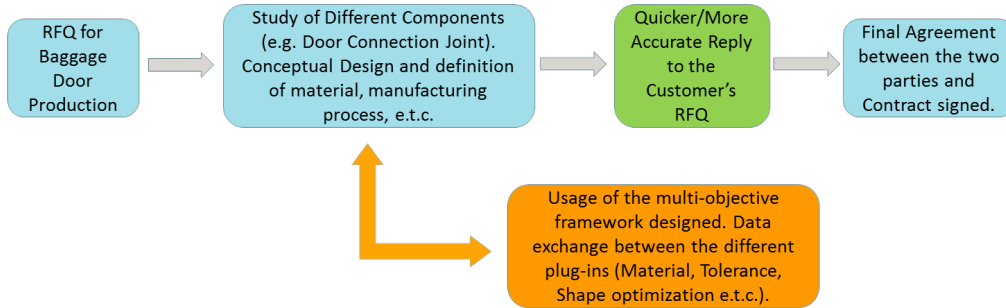 RFQ for
Baggage
Door
Production
Study of Different Components
(e.g. Door Connection Joint).
Conceptual Design and definition
of material, manufacturing
process, e.t.c.
Quicker/More
Accurate Reply
to the
Customer’s
RFQ
Final Agreement
between the two
parties and
Contract signed.
Usage of the multi-objective
framework designed. Data
exchange between the different
plug-ins (Material, Tolerance,
Shape optimization e.t.c.).